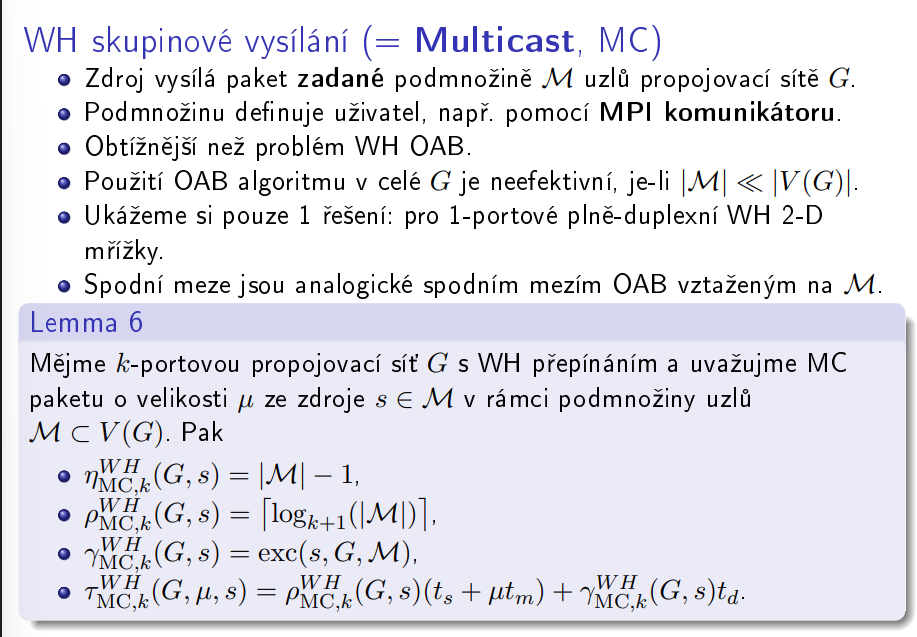 WH skupinové vysílání (= Multicast, MC)
Zdroj vysílá paket zadané podmnožině $\mathcal{M}$ uzlů propojovací sítě $G$.
Podmnožinu definuje uživatel, např. pomocí MPI komunikátoru.
Obtížnější než problém WH OAB.
Použití OAB algoritmu v celé $G$ je neefektivní, je-li $|\mathcal{M}| \ll |V(G)|$.
Ukážeme si pouze 1 řešení: pro 1-portové plně-duplexní WH 2-D
mřížky.
Spodní meze jsou analogické spodním mezím OAB vztaženým na $\mathcal{M}$.
Lemma 6
Mějme $k$-portovou propojovací síť $G$ s WH přepínáním a uvažujme MC
paketu o velikosti $\mu$ ze zdroje $s \in \mathcal{M}$ v rámci podmnožiny uzlů
$\mathcal{M} \subset V(G)$. Pak
$\eta_{\mathrm{MC},k}^{WH}(G, s) = |\mathcal{M}| - 1$,
$\rho_{\mathrm{MC},k}^{WH}(G, s) = \lceil \log_{k+1}(|\mathcal{M}|) \rceil$,
$\gamma_{\mathrm{MC},k}^{WH}(G, s) = \mathrm{exc}(s, G, \mathcal{M})$,
$\tau_{\mathrm{MC},k}^{WH}(G, \mu, s) = \rho_{\mathrm{MC},k}^{WH}(G, s)(t_s + \mu t_m) + \gamma_{\mathrm{MC},k}^{WH}(G, s)t_d$.